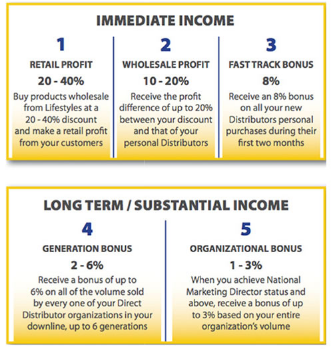 IMMEDIATE INCOME
1
RETAIL PROFIT
20 - 40%
Buy products wholesale
from Lifestyles at a
20 - 40% discount
and make a retail profit
from your customers
2
WHOLESALE PROFIT
10 - 20%
Receive the profit
difference of up to 20%
between your discount
and that of your
personal Distributors
3
FAST TRACK BONUS
8%
Receive an 8% bonus
on all your new
Distributors personal
purchases during their
first two months
LONG TERM / SUBSTANTIAL INCOME
4
GENERATION BONUS
2 - 6%
Receive a bonus of up to
6% on all of the volume sold
by every one of your Direct
Distributor organizations in your
downline, up to 6 generations
5
ORGANIZATIONAL BONUS
1 - 3%
When you achieve National
Marketing Director status and
above, receive a bonus of up
to 3% based on your entire
organization's volume